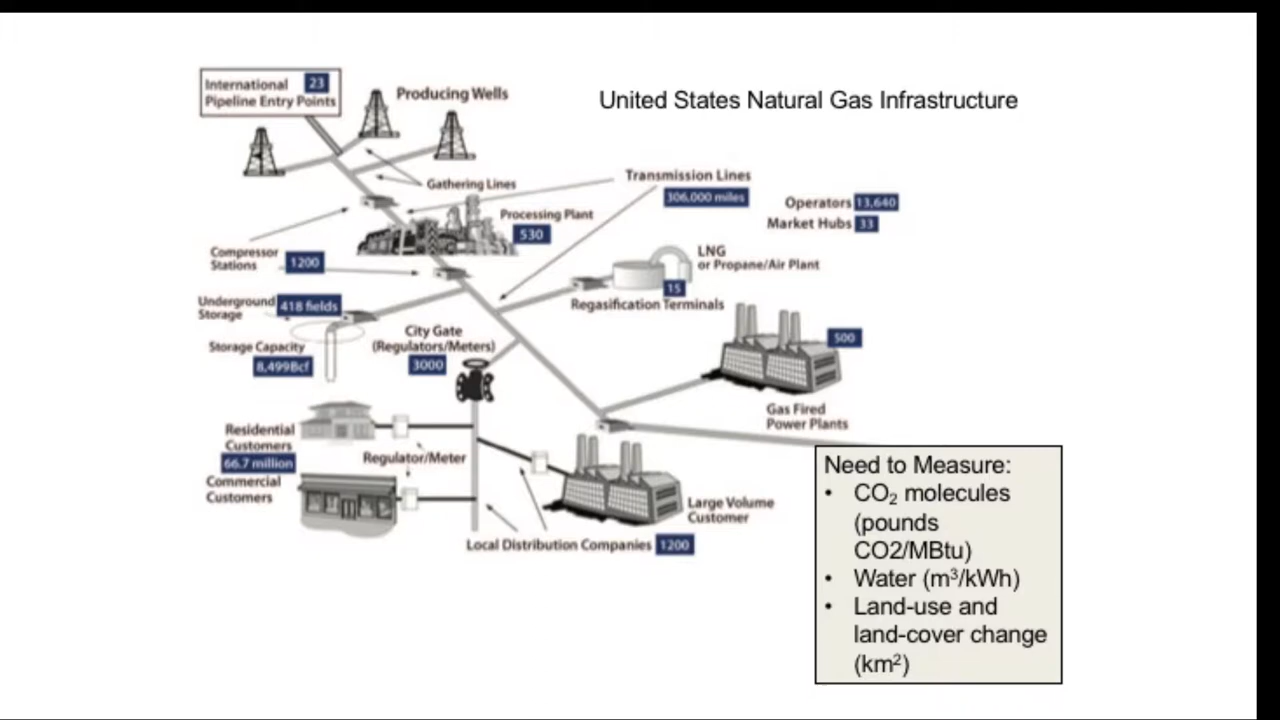 United States Natural Gas Infrastructure
International 23
Pipeline Entry Points
Producing Wells
Gathering Lines
Transmission Lines
306,000 miles
Operators 13,640
Market Hubs 33
Processing Plant
530
Compressor
Stations 1200
LNG
or Propane/Air Plant
15
Regasification Terminals
Underground
Storage 418 fields
Storage Capacity
8,499Bcf
City Gate
(Regulators/Meters)
3000
500
Gas Fired
Power Plants
Residential
Customers
66.7 million
Commercial
Customers
Regulator/Meter
Large Volume
Customer
Local Distribution Companies 1200
Need to Measure:
• CO₂ molecules
(pounds
CO2/MBtu)
• Water (m³/kWh)
• Land-use and
land-cover change
(km²)